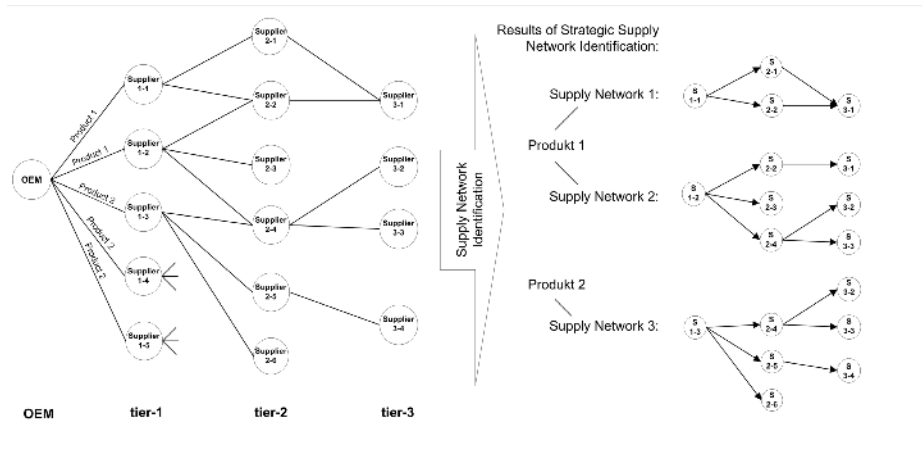 OEM
Product 1
Product 1
Product 2
Product 2
Product 2
Supplier
1-1
Supplier
1-2
Supplier
1-3
Supplier
1-4
Supplier
1-5
Supplier
2-1
Supplier
2-2
Supplier
2-3
Supplier
2-4
Supplier
2-5
Supplier
2-6
Supplier
3-1
Supplier
3-2
Supplier
3-3
Supplier
3-4
OEM
tier-1
tier-2
tier-3
Supply Network
Identification
Results of Strategic Supply
Network Identification:
Supply Network 1:
Product 1
Supply Network 2:
Produkt 2
Supply Network 3:
S
1-1
S
2-1
S
2-2
S
3-1
S
1-2
S
2-2
S
2-3
S
2-4
S
3-1
S
3-2
S
3-3
S
1-3
S
2-4
S
2-5
S
2-6
S
3-2
S
3-3
S
3-4